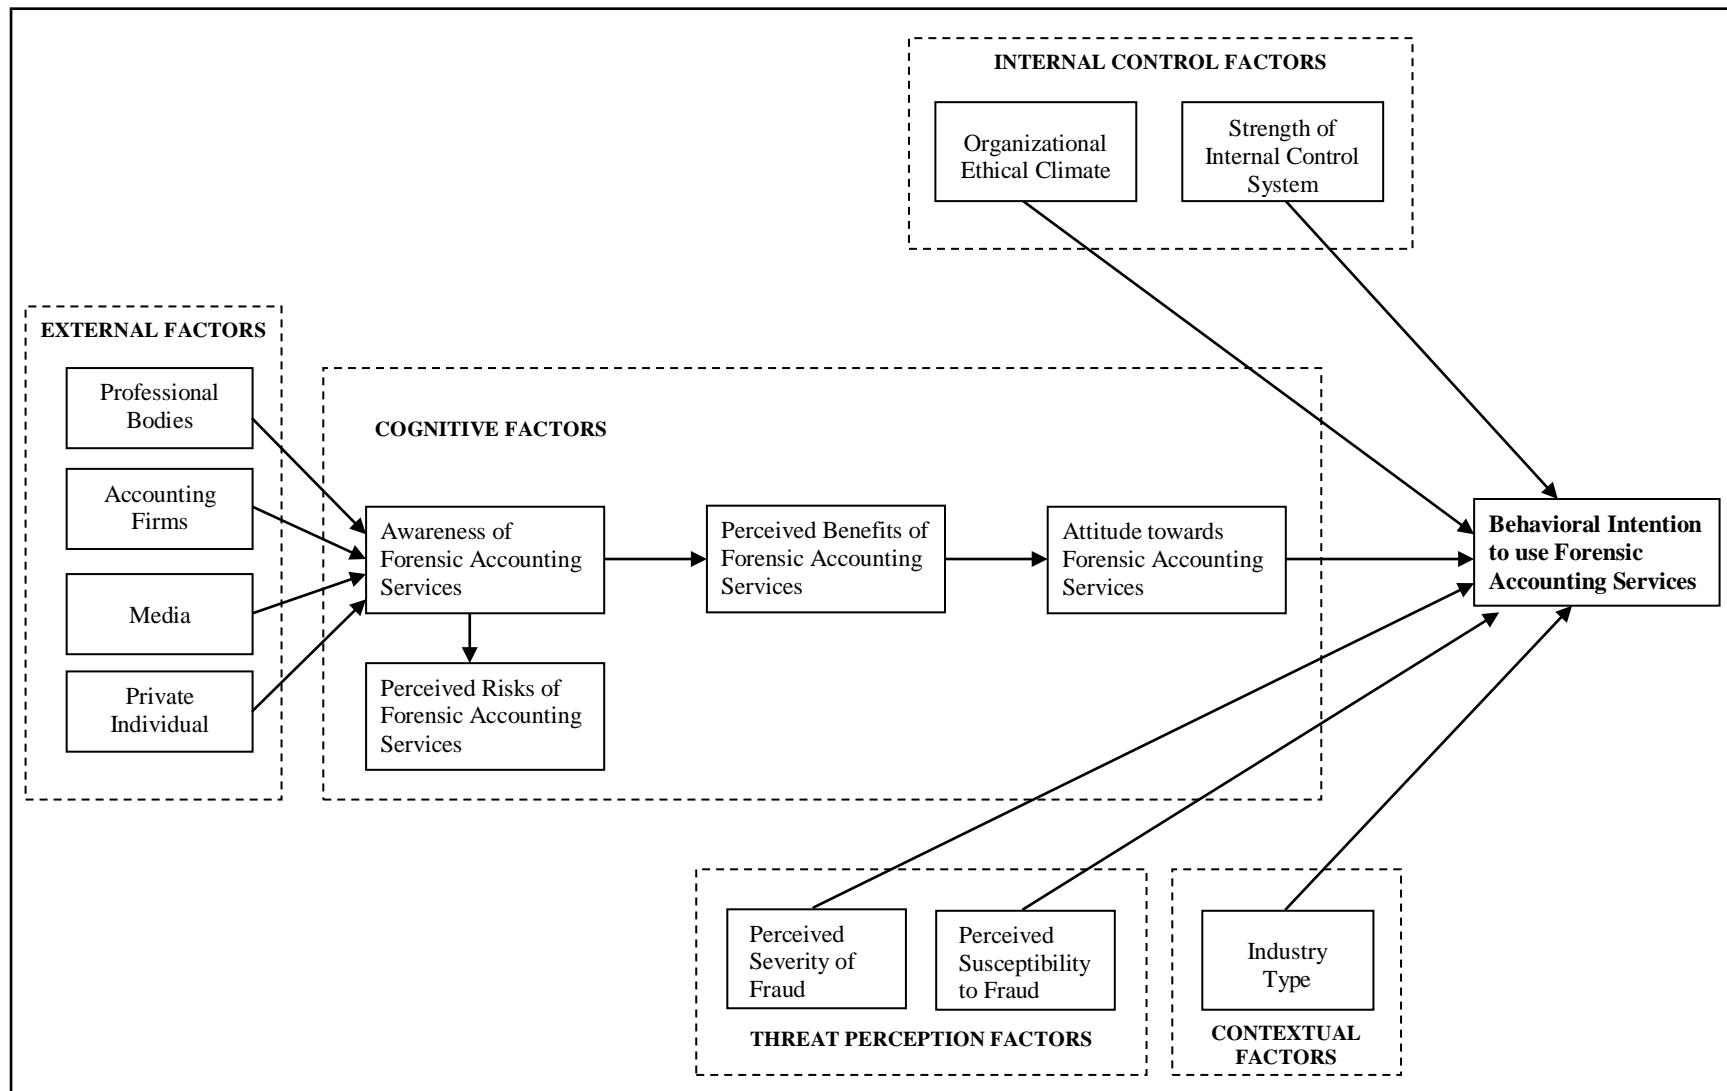 INTERNAL CONTROL FACTORS
Organizational
Ethical Climate
Strength of
Internal Control
System
EXTERNAL FACTORS
Professional
Bodies
Accounting
Firms
Media
Private
Individual
COGNITIVE FACTORS
Awareness of
Forensic Accounting
Services
Perceived Benefits of
Forensic Accounting
Services
Attitude towards
Forensic Accounting
Services
Behavioral Intention
to use Forensic
Accounting Services
Perceived Risks of
Forensic Accounting
Services
Perceived
Severity of
Fraud
Perceived
Susceptibility
to Fraud
THREAT PERCEPTION FACTORS
Industry
Type
CONTEXTUAL
FACTORS